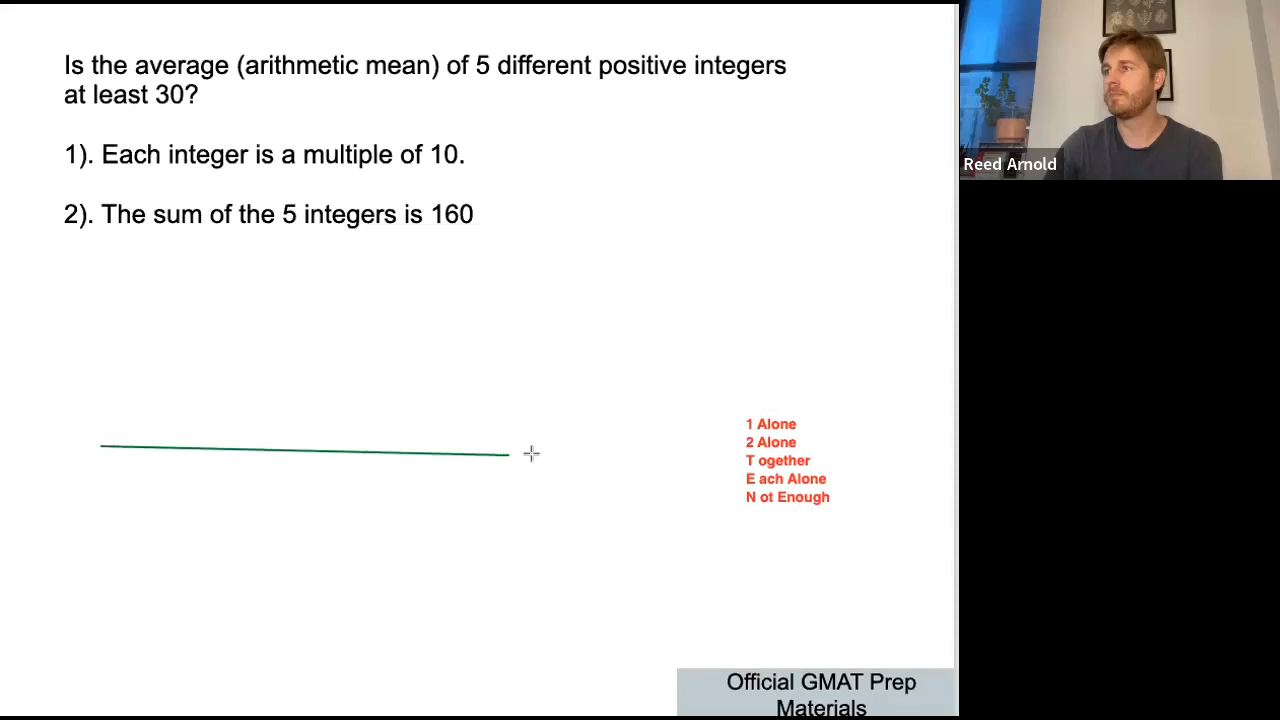 Is the average (arithmetic mean) of 5 different positive integers
at least 30?
1). Each integer is a multiple of 10.
2). The sum of the 5 integers is 160
Reed Arnold
1 Alone
2 Alone
T ogether
E ach Alone
N ot Enough
Official GMAT Prep
Materials